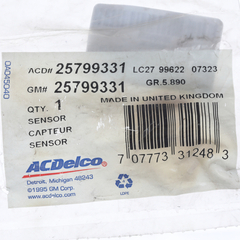 ACD# 25799331 LC27 99622 07323
GM# 25799331 GR.5.890
QTY. 1 MADE IN UNITED KINGDOM
SENSOR
CAPTEUR
SENSOR
ACDelco
Detroit, Michigan 48243
©1995 GM Corp
acdelco.com
7 07773 31248 3